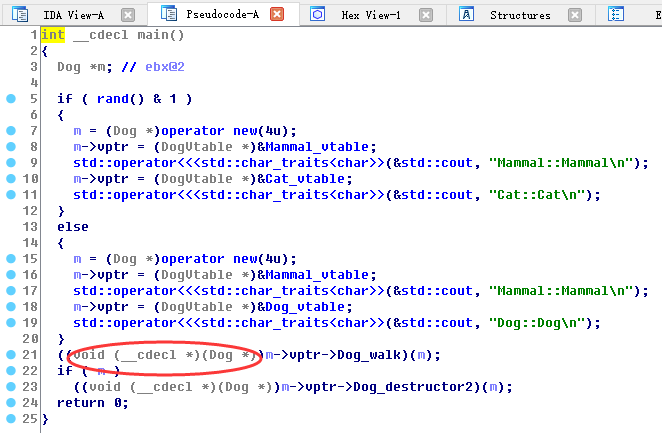 IDA View-A Pseudocode-A Hex View-1 Structures E
1 int __cdecl main()
2 {
3 Dog *m; // ebx@2
4
5 if ( rand() & 1 )
6 {
7 m = (Dog *)operator new(4u);
8 m->vptr = (DogVtable *)&Mammal_vtable;
9 std::operator<<<std::char_traits<char>>(&std::cout, "Mammal::Mammal\n");
10 m->vptr = (DogVtable *)&Cat_vtable;
11 std::operator<<<std::char_traits<char>>(&std::cout, "Cat::Cat\n");
12 }
13 else
14 {
15 m = (Dog *)operator new(4u);
16 m->vptr = (DogVtable *)&Mammal_vtable;
17 std::operator<<<std::char_traits<char>>(&std::cout, "Mammal::Mammal\n");
18 m->vptr = (DogVtable *)&Dog_vtable;
19 std::operator<<<std::char_traits<char>>(&std::cout, "Dog::Dog\n");
20 }
21 ((void (__cdecl *)(Dog *))m->vptr->Dog_walk)(m);
22 if ( m )
23 ((void (__cdecl *)(Dog *))m->vptr->Dog_destructor2)(m);
24 return 0;
25 }